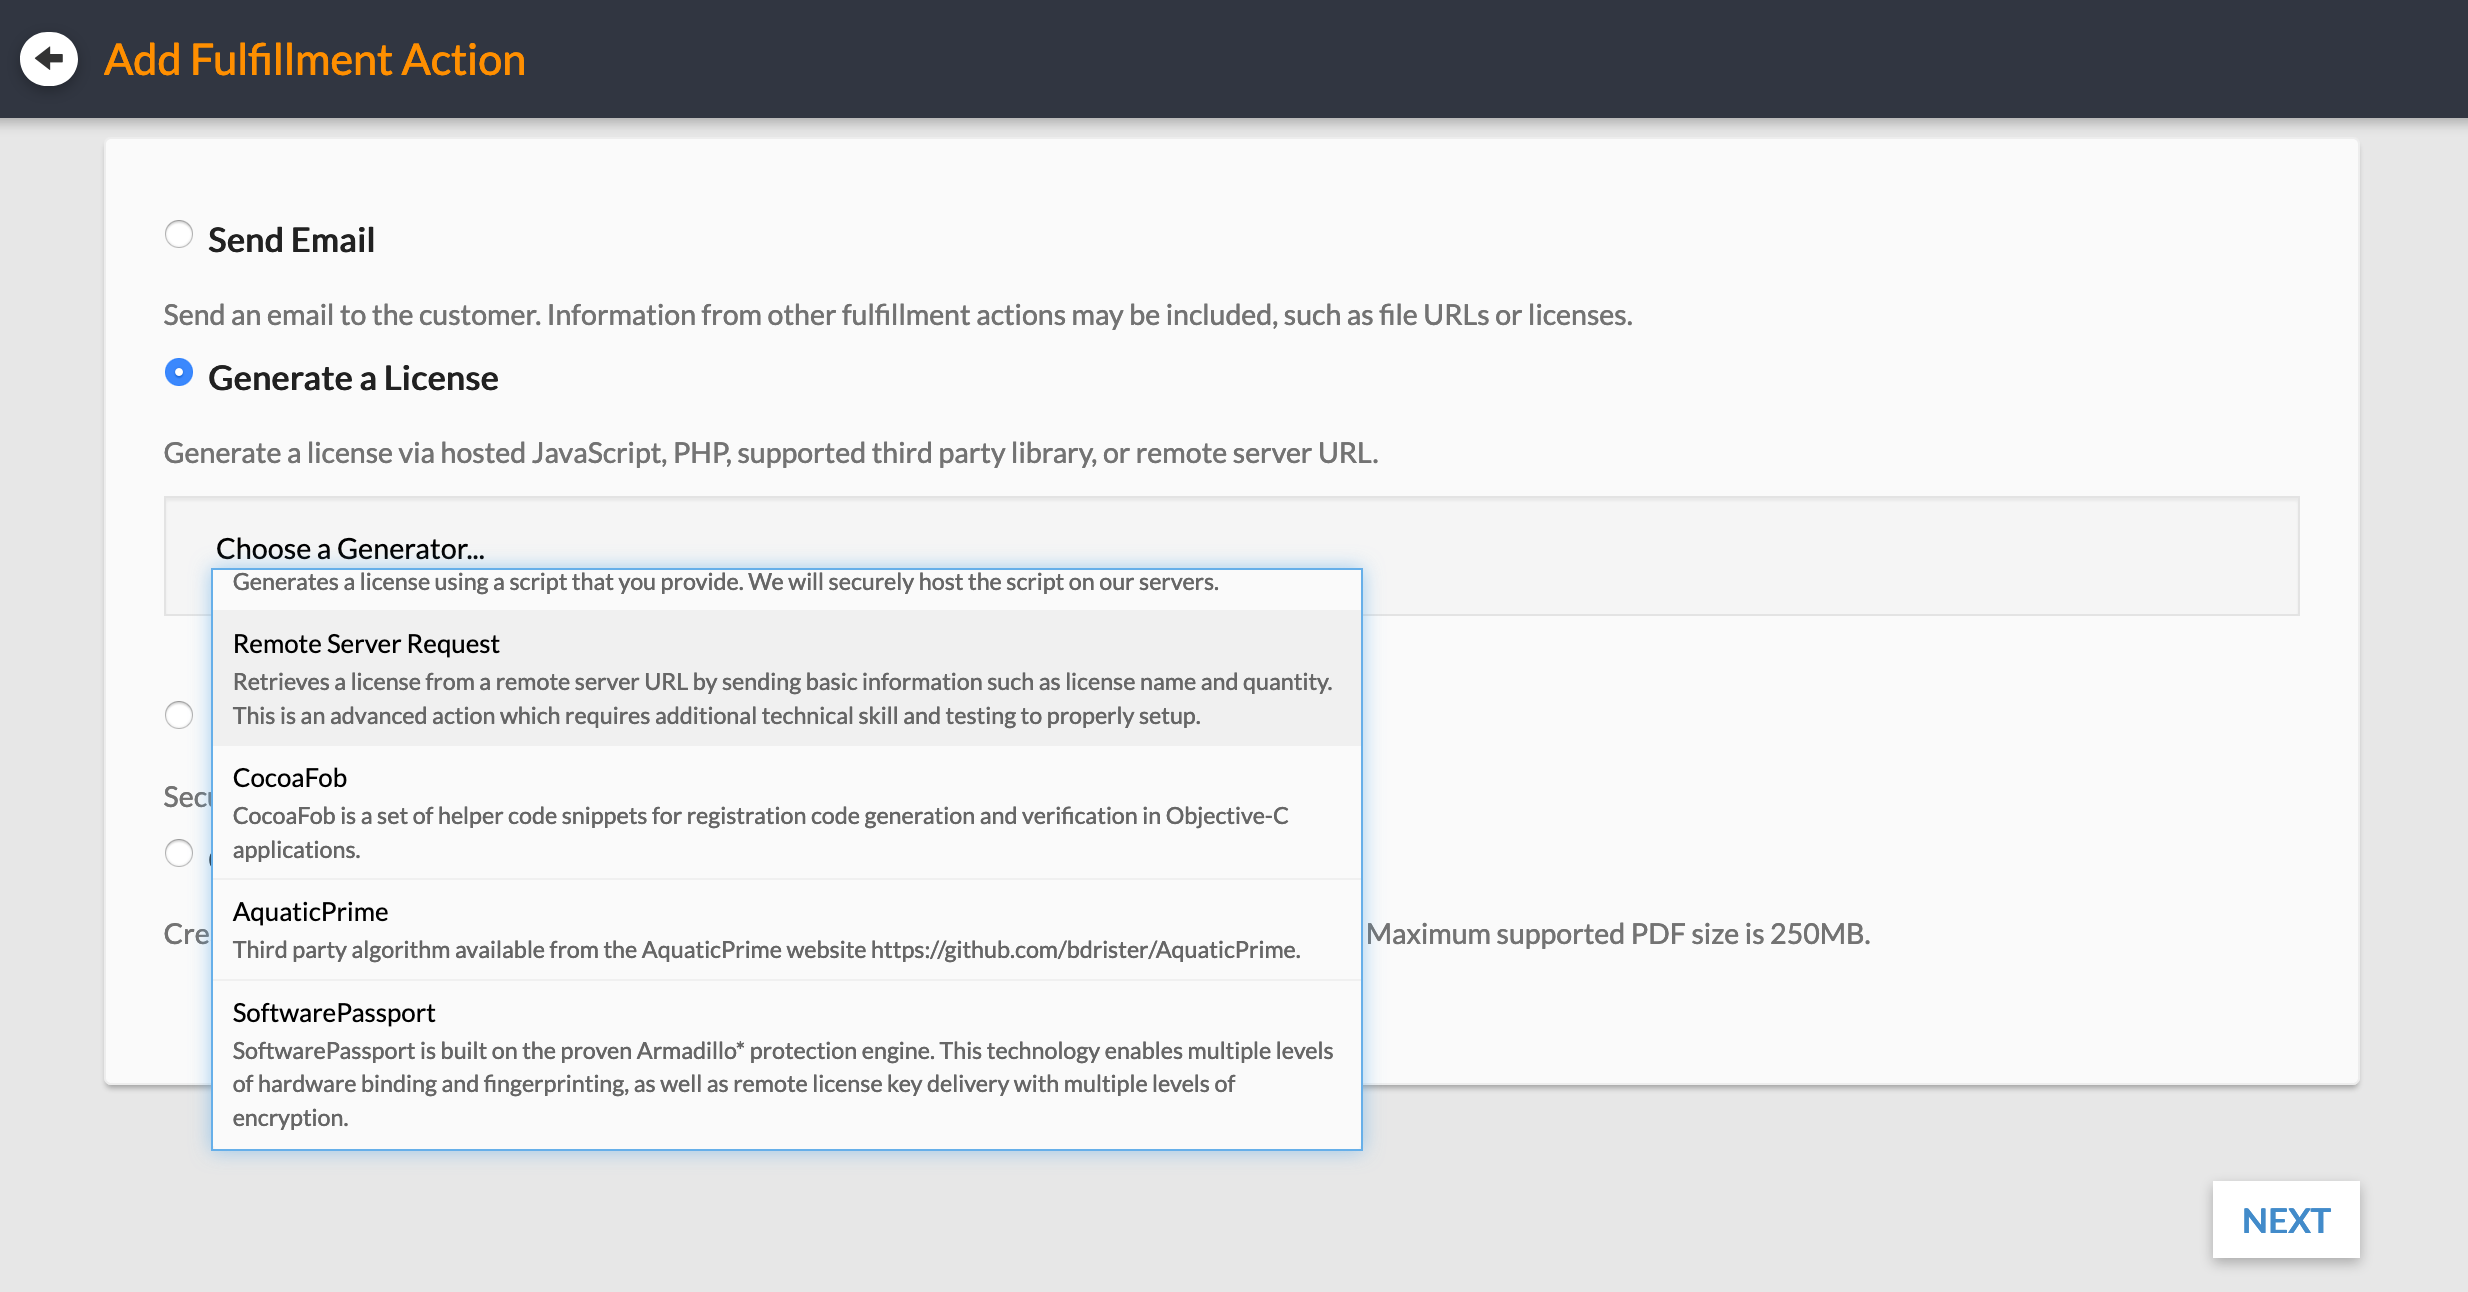 Add Fulfillment Action
Send Email
Send an email to the customer. Information from other fulfillment actions may be included, such as file URLs or licenses.
Generate a License
Generate a license via hosted JavaScript, PHP, supported third party library, or remote server URL.
Choose a Generator...
Generates a license using a script that you provide. We will securely host the script on our servers.
Remote Server Request
Retrieves a license from a remote server URL by sending basic information such as license name and quantity.
This is an advanced action which requires additional technical skill and testing to properly setup.
CocoaFob
CocoaFob is a set of helper code snippets for registration code generation and verification in Objective-C
applications.
AquaticPrime
Third party algorithm available from the AquaticPrime website https://github.com/bdrister/AquaticPrime.
Maximum supported PDF size is 250MB.
SoftwarePassport
SoftwarePassport is built on the proven Armadillo* protection engine. This technology enables multiple levels
of hardware binding and fingerprinting, as well as remote license key delivery with multiple levels of
encryption.
NEXT